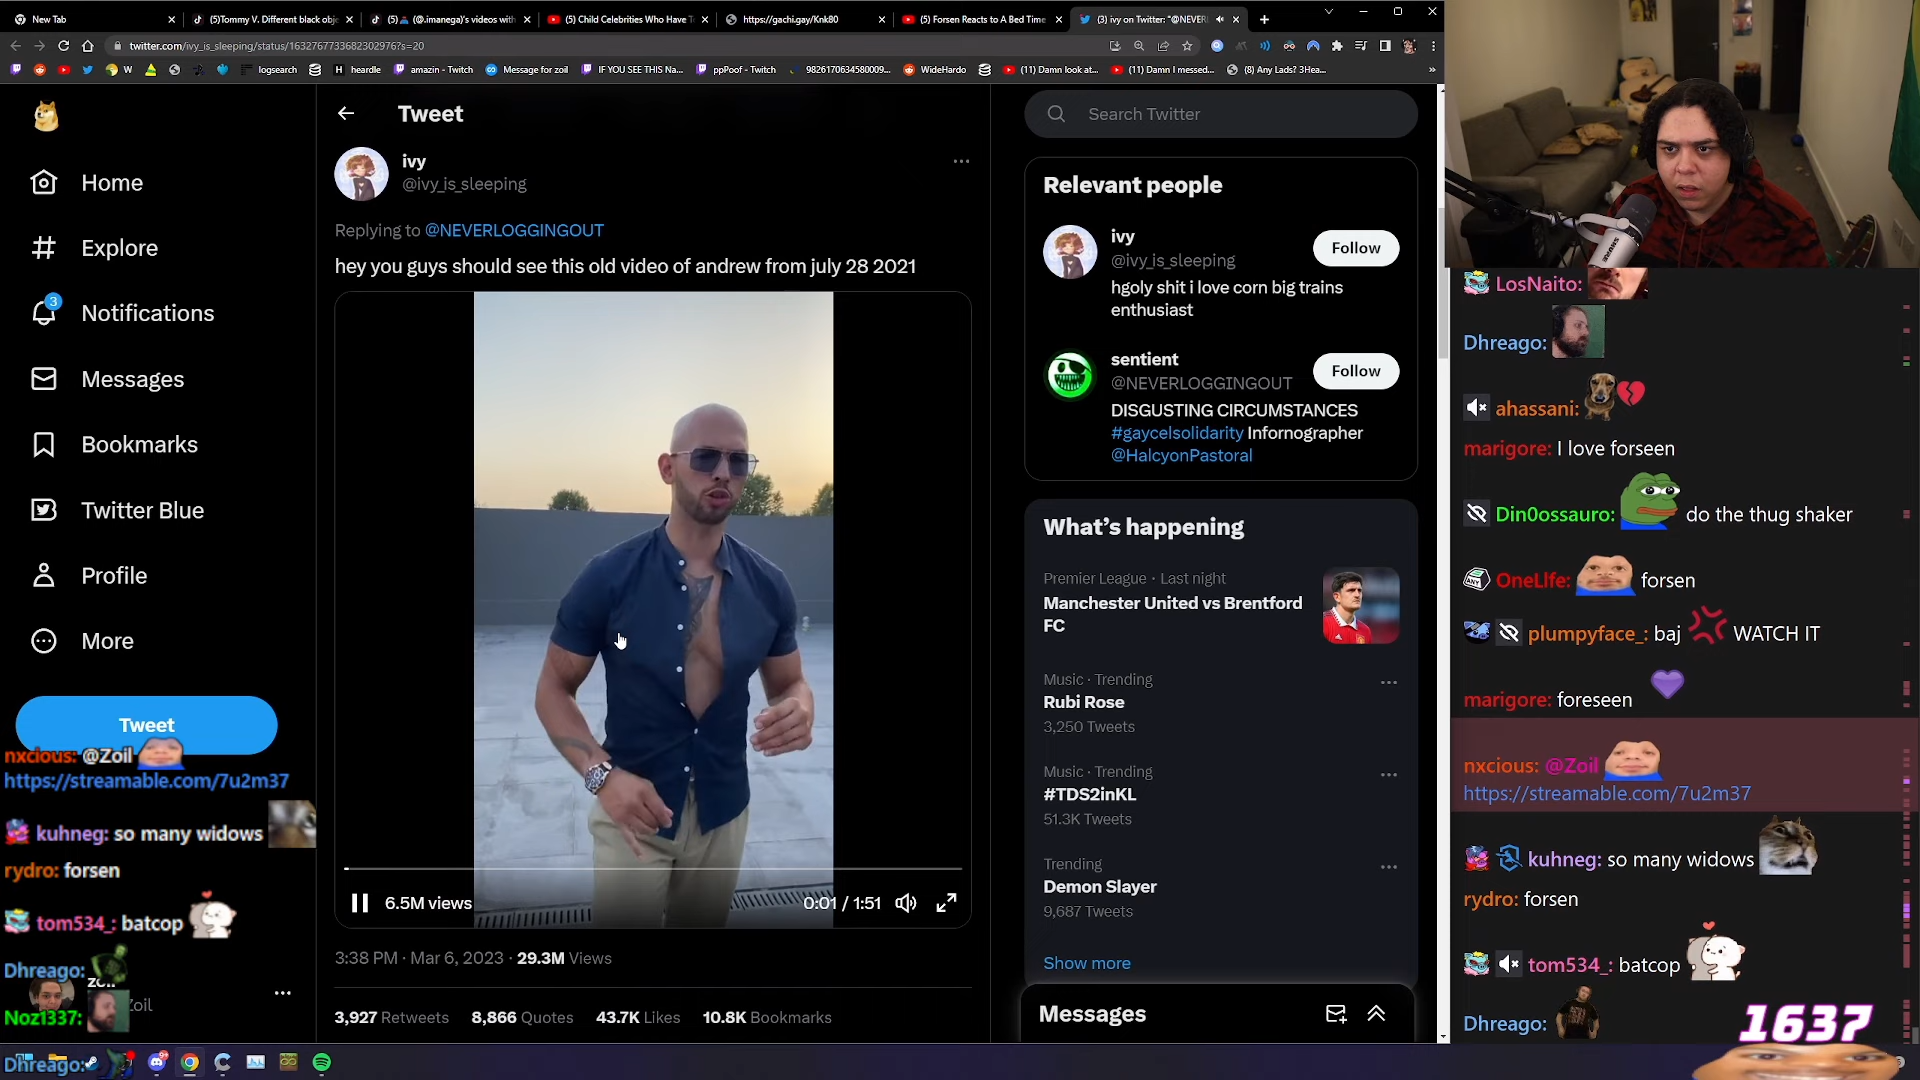 New Tab
(5)Tommy V. Different black obje
(5) (@.imanega)'s videos with
(5) Child Celebrities Who Have T
https://gachi.gay/Knk80
(5) Forsen Reacts to A Bed Time
(3) ivy on Twitter: "@NEVER
twitter.com/ivy_is_sleeping/status/1632767733682302976?s=20
W
logsearch
heardle
amazin - Twitch
Message for zoil
IF YOU SEE THIS Na...
ppPoof - Twitch
9826170634580009...
WideHardo
(11) Damn look at...
(11) Damn I messed...
(8) Any Lads? 3Hea...
Home
Explore
3
Notifications
Messages
Bookmarks
Twitter Blue
Profile
More
Tweet
nxcious: @Zoil
https://streamable.com/7u2m37
kuhneg: so many widows
rydro: forsen
tom534_: batcop
Dhreago:
Noz1337:
Dhreago:
Tweet
ivy
@ivy_is_sleeping
Replying to @NEVERLOGGINGOUT
hey you guys should see this old video of andrew from july 28 2021
6.5M views
0:01 / 1:51
3:38 PM · Mar 6, 2023 · 29.3M Views
3,927 Retweets 8,866 Quotes 43.7K Likes 10.8K Bookmarks
Search Twitter
Relevant people
ivy
@ivy_is_sleeping
Follow
hgoly shit i love corn big trains
enthusiast
sentient
@NEVERLOGGINGOUT
Follow
DISGUSTING CIRCUMSTANCES
#gaycelsolidarity Infornographer
@HalcyonPastoral
What's happening
Premier League · Last night
Manchester United vs Brentford
FC
Music · Trending
Rubi Rose
3,250 Tweets
Music · Trending
#TDS2inKL
51.3K Tweets
Trending
Demon Slayer
9,687 Tweets
Show more
Messages
LosNaito:
Dhreago:
ahassani:
marigore: I love forseen
Din0ossauro: do the thug shaker
OneLlfe: forsen
plumpyface_: baj WATCH IT
marigore: foreseen
nxcious: @Zoil
https://streamable.com/7u2m37
kuhneg: so many widows
rydro: forsen
tom534_: batcop
Dhreago:
1637